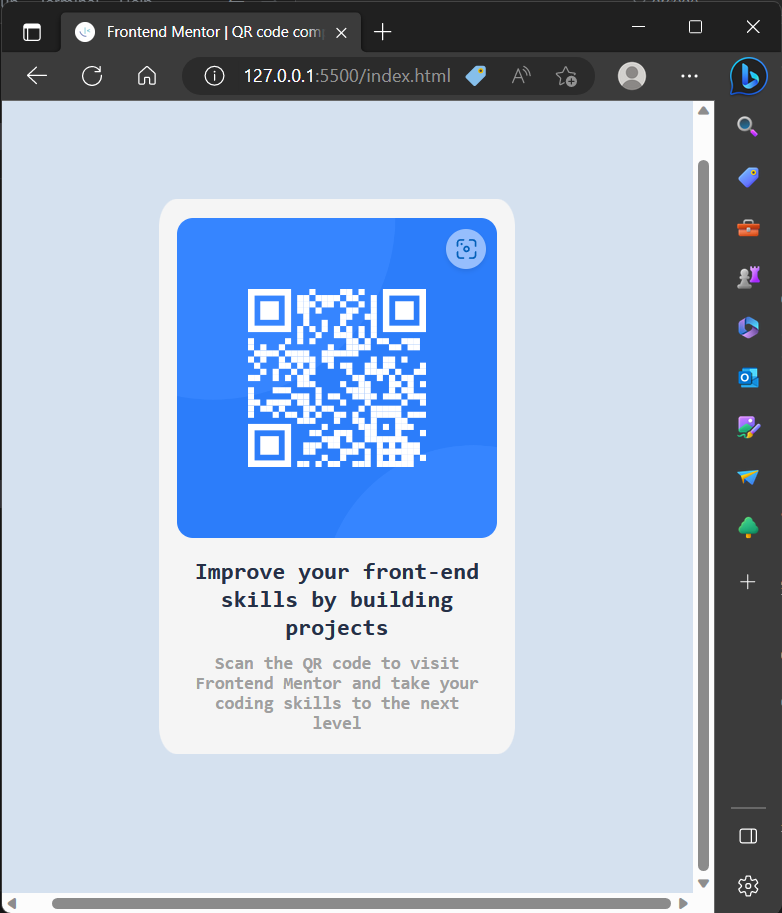 Frontend Mentor | QR code com
127.0.0.1:5500/index.html
Improve your front-end
skills by building
projects
Scan the QR code to visit
Frontend Mentor and take your
coding skills to the next
level